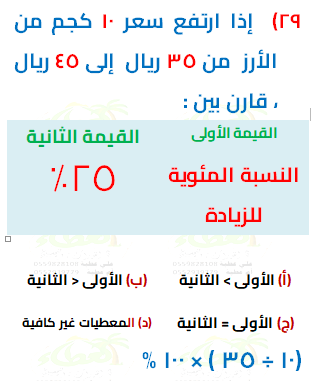 ٢٩) إذا ارتفع سعر ١٠ كجم من
الأرز من ٣٥ ريال إلى ٤٥ ريال
، قارن بين :
القيمة الأولى القيمة الثانية
النسبة المئوية للزيادة
٢٥٪
(أ) الأولى < الثانية (ب) الأولى > الثانية
(ج) الأولى = الثانية (د) المعطيات غير كافية
(١٠ ÷ ٣٥ ) × ١٠٠ %